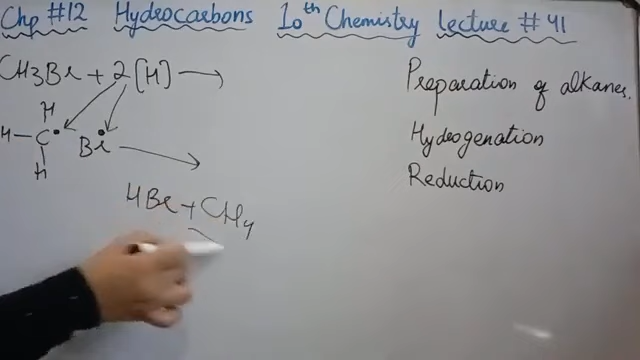 Chp #12 Hydrocarbons 10th Chemistry lecture # 41
CH3Br + 2[H] →
Preparation of alkanes.
Hydrogenation
Reduction
H
H - C• Br• →
H
HBr + CH4